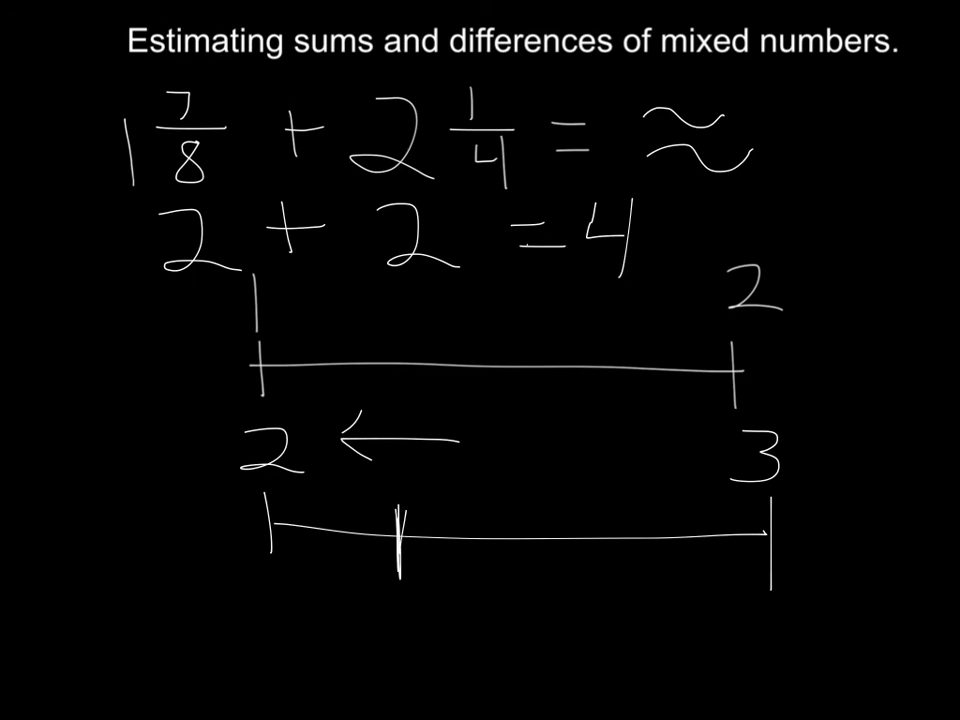 Estimating sums and differences of mixed numbers.
1 7/8 + 2 1/4 = ≈
2 + 2 = 4
1 2
2 ← 3